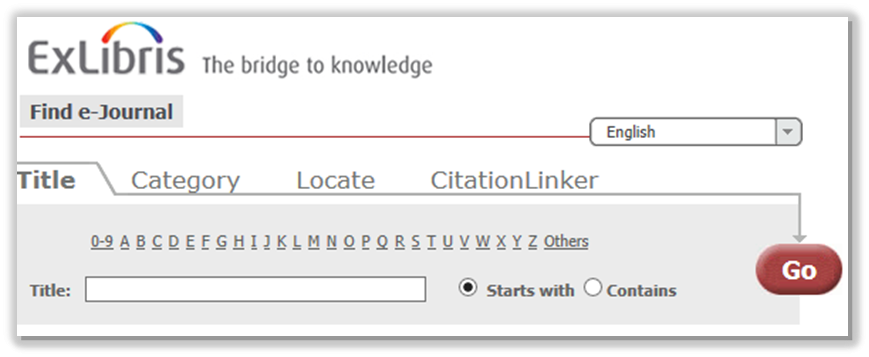 ExLibris The bridge to knowledge
Find e-Journal
English
Title Category Locate CitationLinker
0-9 A B C D E F G H I J K L M N O P Q R S T U V W X Y Z Others
Go
Title: Starts with Contains